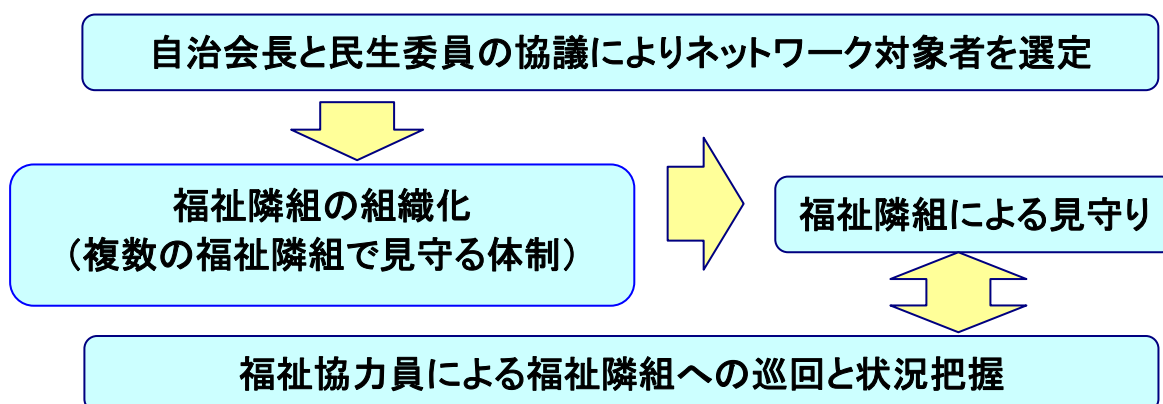 自治会長と民生委員の協議によりネットワーク対象者を選定
福祉隣組の組織化
（複数の福祉隣組で見守る体制）
福祉隣組による見守り
福祉協力員による福祉隣組への巡回と状況把握